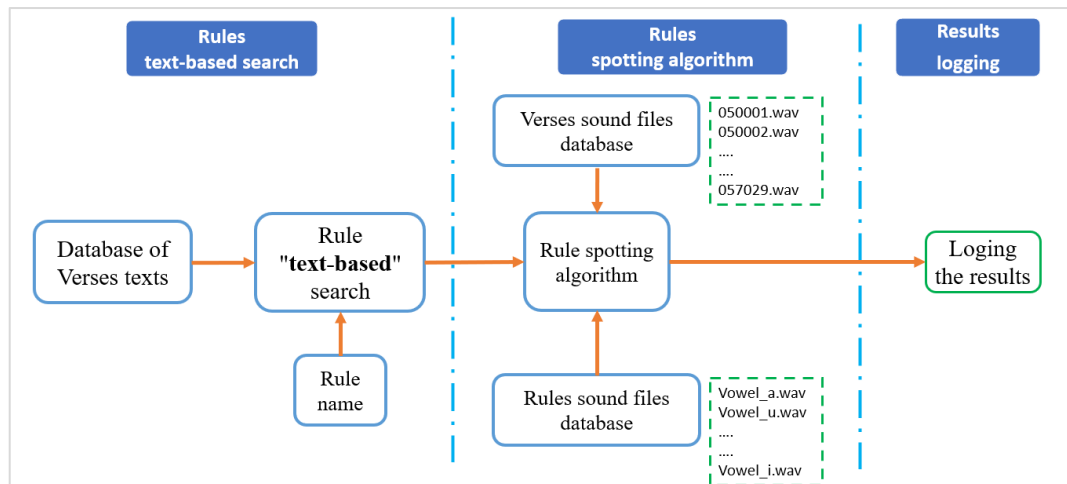 Rules
text-based search
Rules
spotting algorithm
Results
logging
Verses sound files
database
050001.wav
050002.wav
....
....
057029.wav
Database of
Verses texts
Rule
"text-based"
search
Rule spotting
algorithm
Loging
the results
Rule
name
Rules sound files
database
Vowel_a.wav
Vowel_u.wav
....
....
Vowel_i.wav